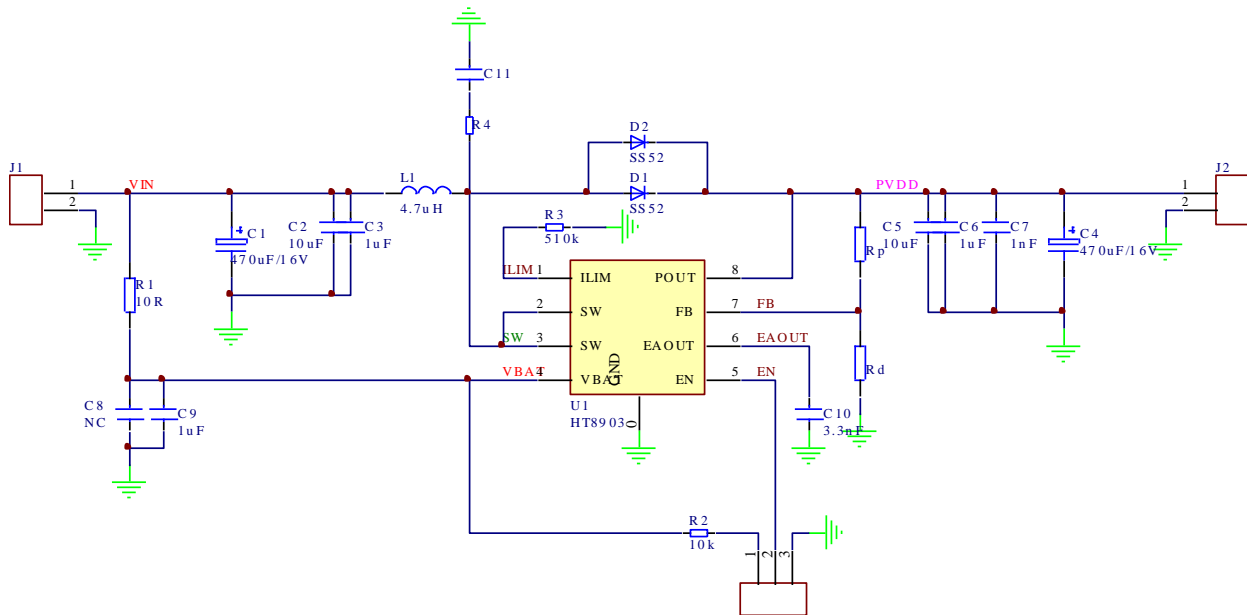 C11
R4
D2
SS52
J1
1
2
VIN
L1
4.7uH
D1
SS52
PVDD
J2
1
2
C1
470uF/16V
C2
10uF
C3
1uF
R3
510k
C5
10uF
C6
1uF
C7
1nF
C4
470uF/16V
Rp
R1
10R
ILIM
1
ILIM
POUT
8
2
SW
FB
7
FB
SW
3
SW
EAOUT
6
EAOUT
VBAT
4
VBAT
GND
EN
5
EN
Rd
U1
HT8903
0
C8
NC
C9
1uF
C10
3.3nF
R2
10k
1
2
3